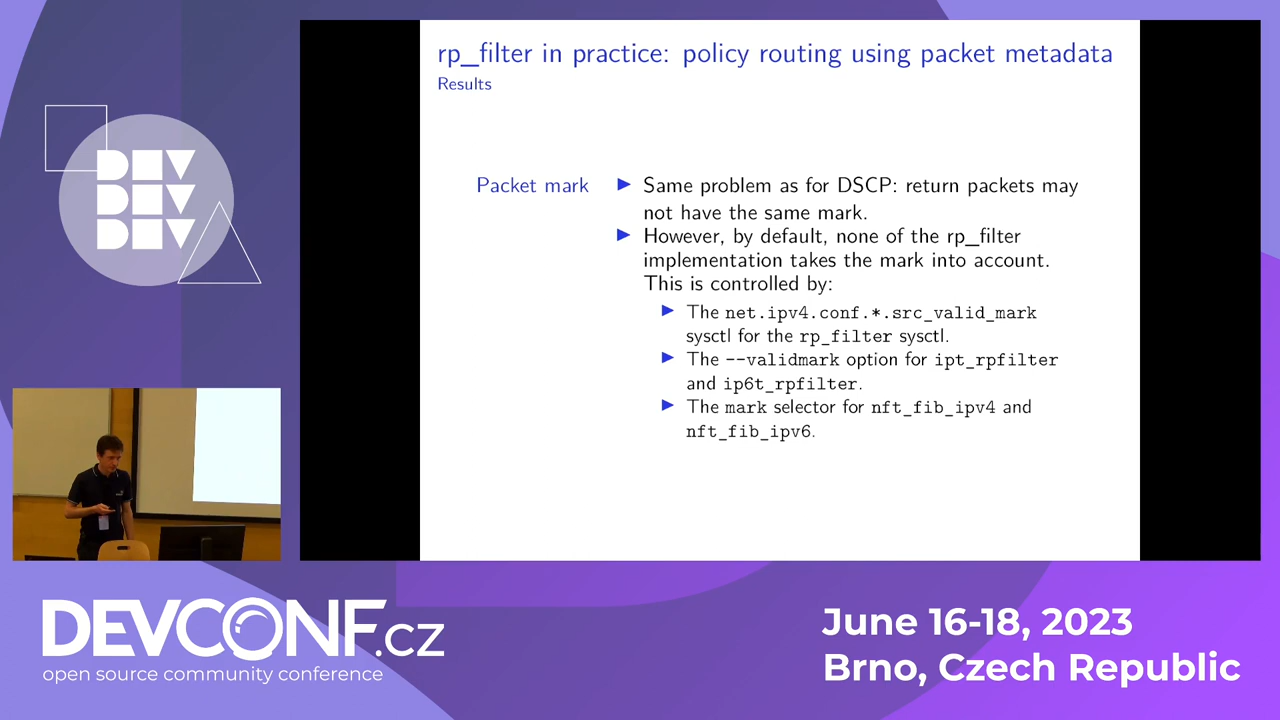 rp_filter in practice: policy routing using packet metadata
Results
Packet mark
▶ Same problem as for DSCP: return packets may
not have the same mark.
▶ However, by default, none of the rp_filter
implementation takes the mark into account.
This is controlled by:
▶ The net.ipv4.conf.*.src_valid_mark
sysctl for the rp_filter sysctl.
▶ The --validmark option for ipt_rpfilter
and ip6t_rpfilter.
▶ The mark selector for nft_fib_ipv4 and
nft_fib_ipv6.
DEV
DEV
DEV
DEVCONF.CZ
open source community conference
June 16-18, 2023
Brno, Czech Republic